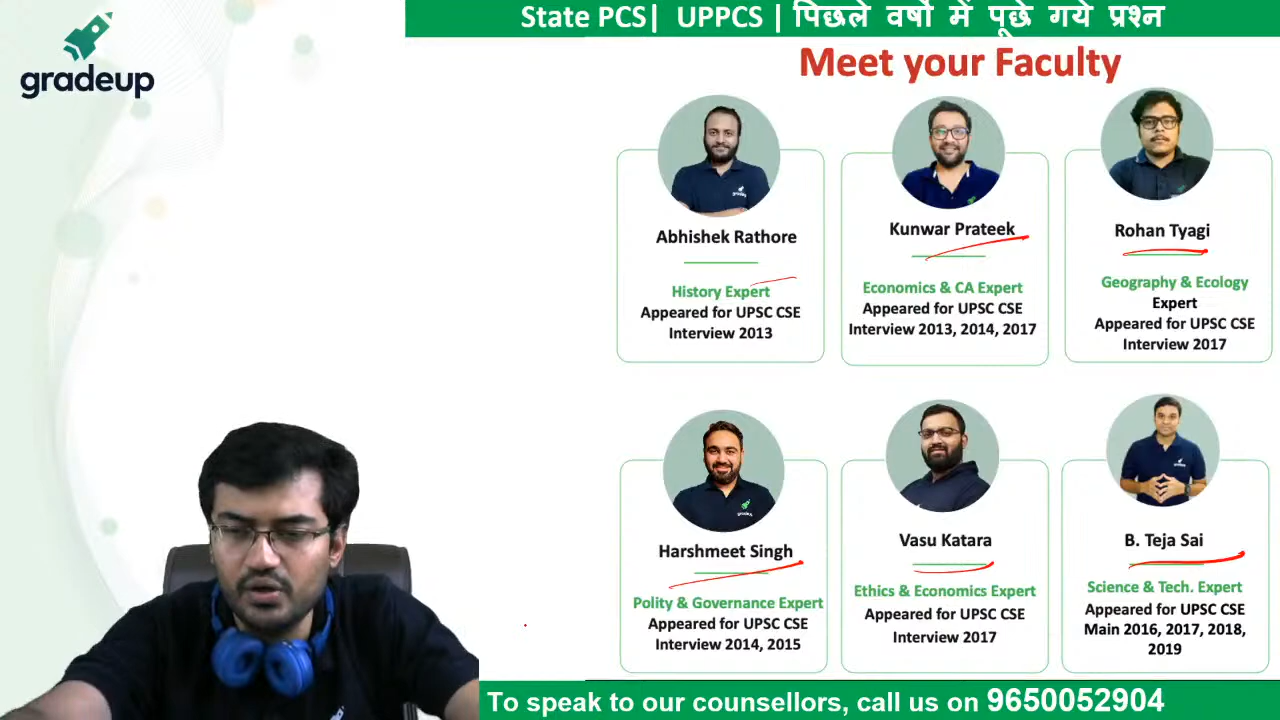 gradeup
State PCS| UPPCS | पिछले वर्षों में पूछे गये प्रश्न
Meet your Faculty
Abhishek Rathore
History Expert
Appeared for UPSC CSE
Interview 2013
Kunwar Prateek
Economics & CA Expert
Appeared for UPSC CSE
Interview 2013, 2014, 2017
Rohan Tyagi
Geography & Ecology
Expert
Appeared for UPSC CSE
Interview 2017
gradeup
Harshmeet Singh
Polity & Governance Expert
Appeared for UPSC CSE
Interview 2014, 2015
Vasu Katara
Ethics & Economics Expert
Appeared for UPSC CSE
Interview 2017
B. Teja Sai
Science & Tech. Expert
Appeared for UPSC CSE
Main 2016, 2017, 2018,
2019
To speak to our counsellors, call us on 9650052904